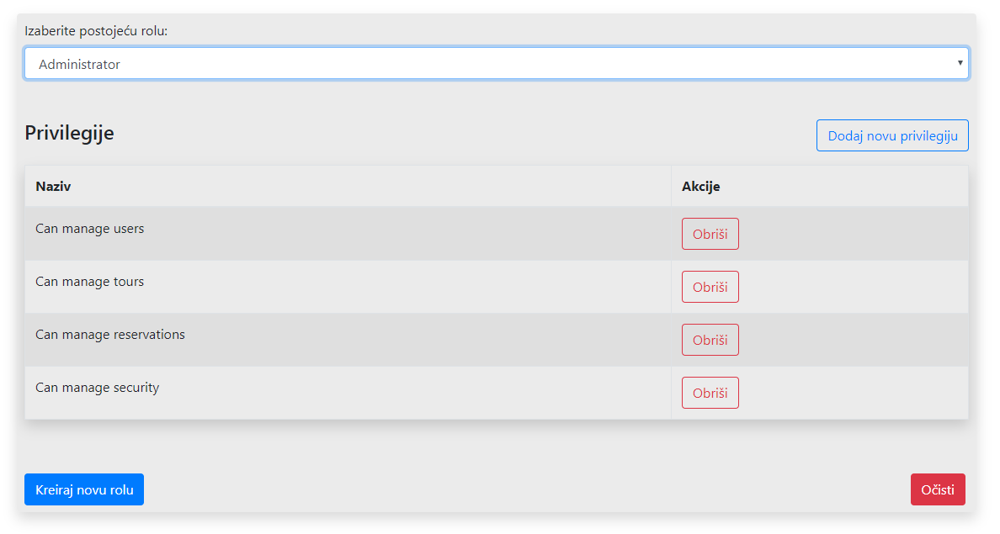 Izaberite postojeću rolu:
Administrator
Privilegije
Dodaj novu privilegiju
Naziv Akcije
Can manage users Obriši
Can manage tours Obriši
Can manage reservations Obriši
Can manage security Obriši
Kreiraj novu rolu Očisti